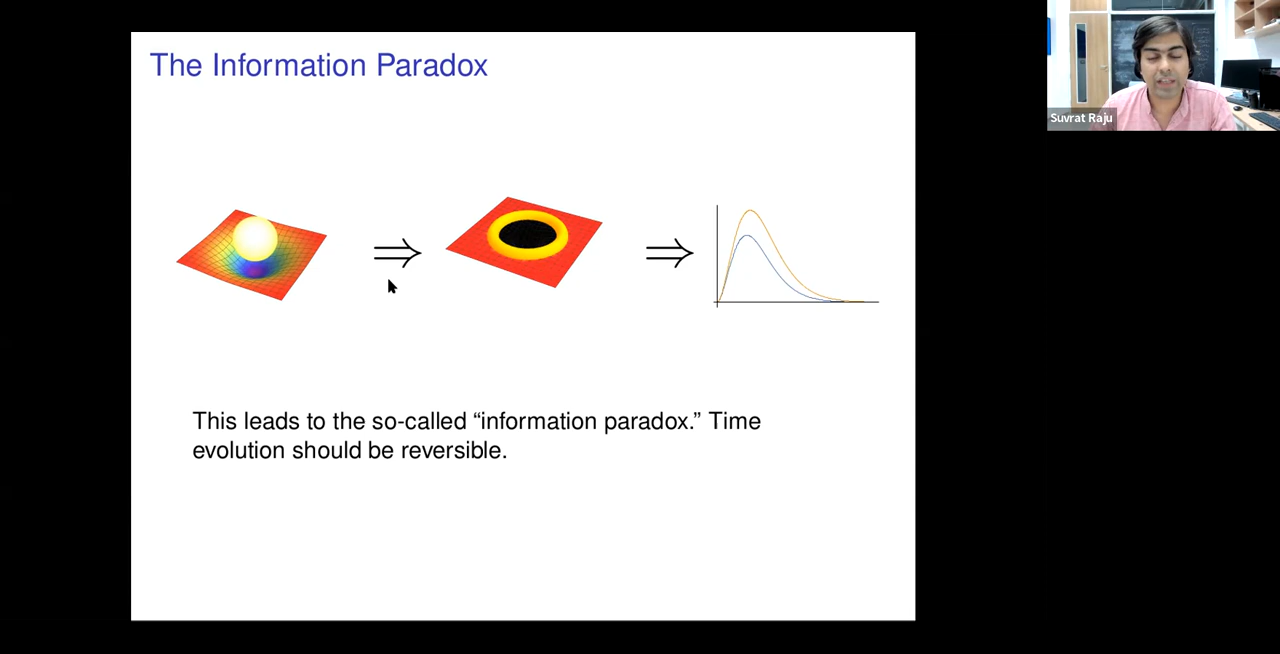 The Information Paradox
Suvrat Raju
This leads to the so-called “information paradox.” Time
evolution should be reversible.